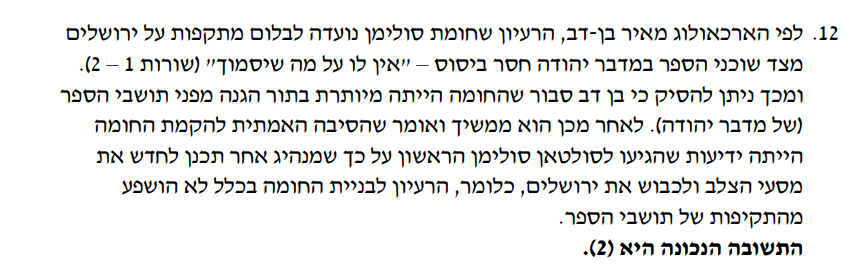 12. לפי הארכאולוג מאיר בן-דב, הרעיון שחומת סולימן נועדה לבלום מתקפות על ירושלים
מצד שוכני הספר במדבר יהודה חסר ביסוס – "אין לו על מה שיסמוך" (שורות 1 – 2).
ומכך ניתן להסיק כי בן דב סבור שהחומה הייתה מיותרת בתור הגנה מפני תושבי הספר
(של מדבר יהודה). לאחר מכן הוא ממשיך ואומר שהסיבה האמתית להקמת החומה
הייתה ידיעות שהגיעו לסולטאן סולימן הראשון על כך שמנהיג אחר תכנן לחדש את
מסעי הצלב ולכבוש את ירושלים, כלומר, הרעיון לבניית החומה בכלל לא הושפע
מהתקיפות של תושבי הספר.
התשובה הנכונה היא (2).